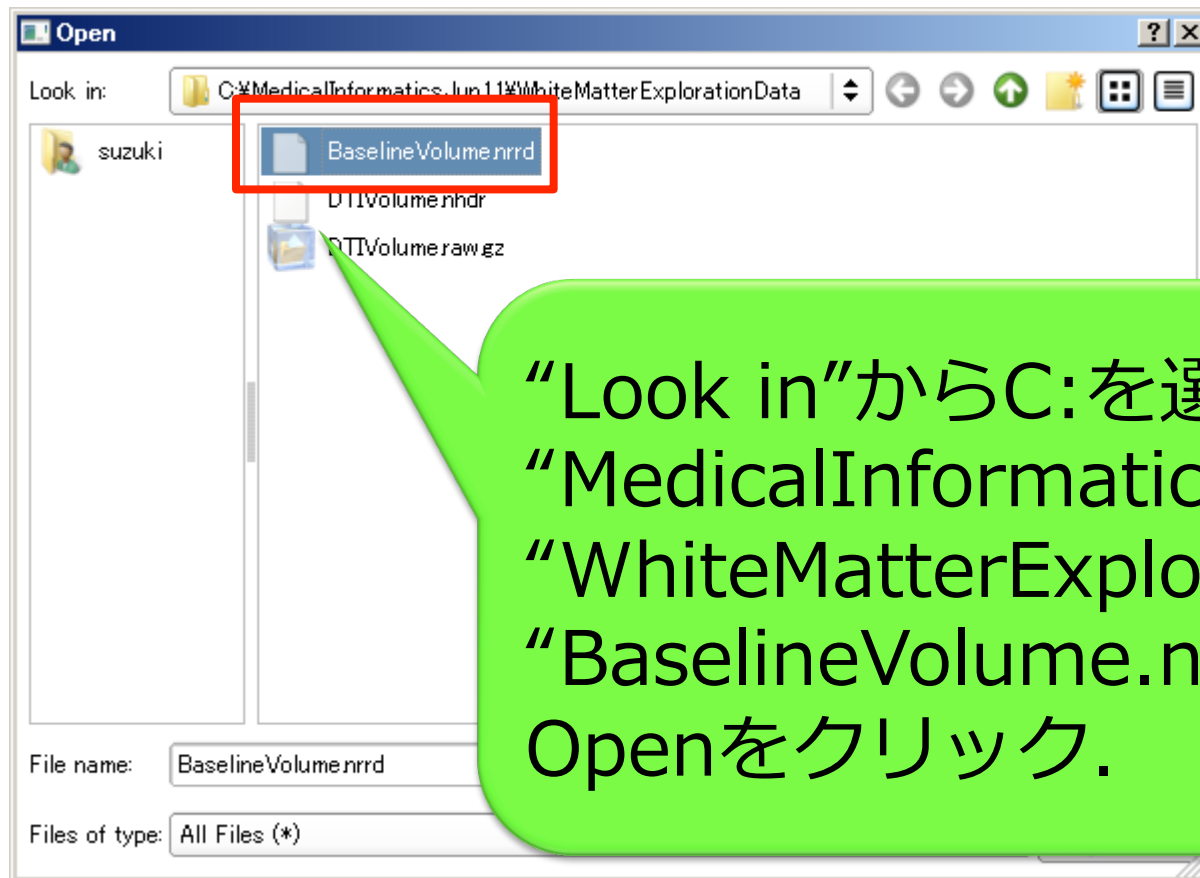 Open
Look in:
C:¥MedicalInformaticsJun11¥WhiteMatterExplorationData
suzuki
BaselineVolume.nrrd
DTIVolume.nhdr
DTIVolume.raw.gz
“Look in”からC:を選
“MedicalInformatic
“WhiteMatterExplo
“BaselineVolume.n
Openをクリック.
File name:
BaselineVolume.nrrd
Files of type:
All Files (*)